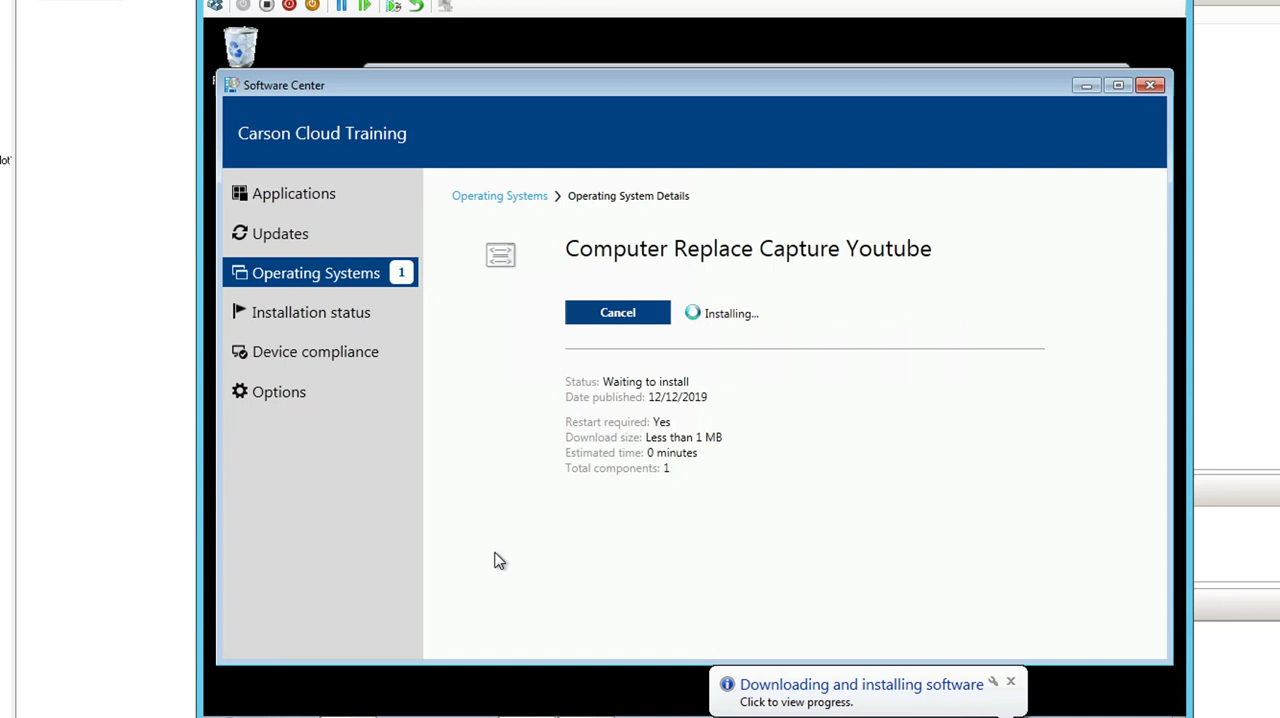 Software Center
Carson Cloud Training
Applications
Updates
Operating Systems 1
Installation status
Device compliance
Options
Operating Systems > Operating System Details
Computer Replace Capture Youtube
Cancel Installing...
Status: Waiting to install
Date published: 12/12/2019
Restart required: Yes
Download size: Less than 1 MB
Estimated time: 0 minutes
Total components: 1
Downloading and installing software
Click to view progress.